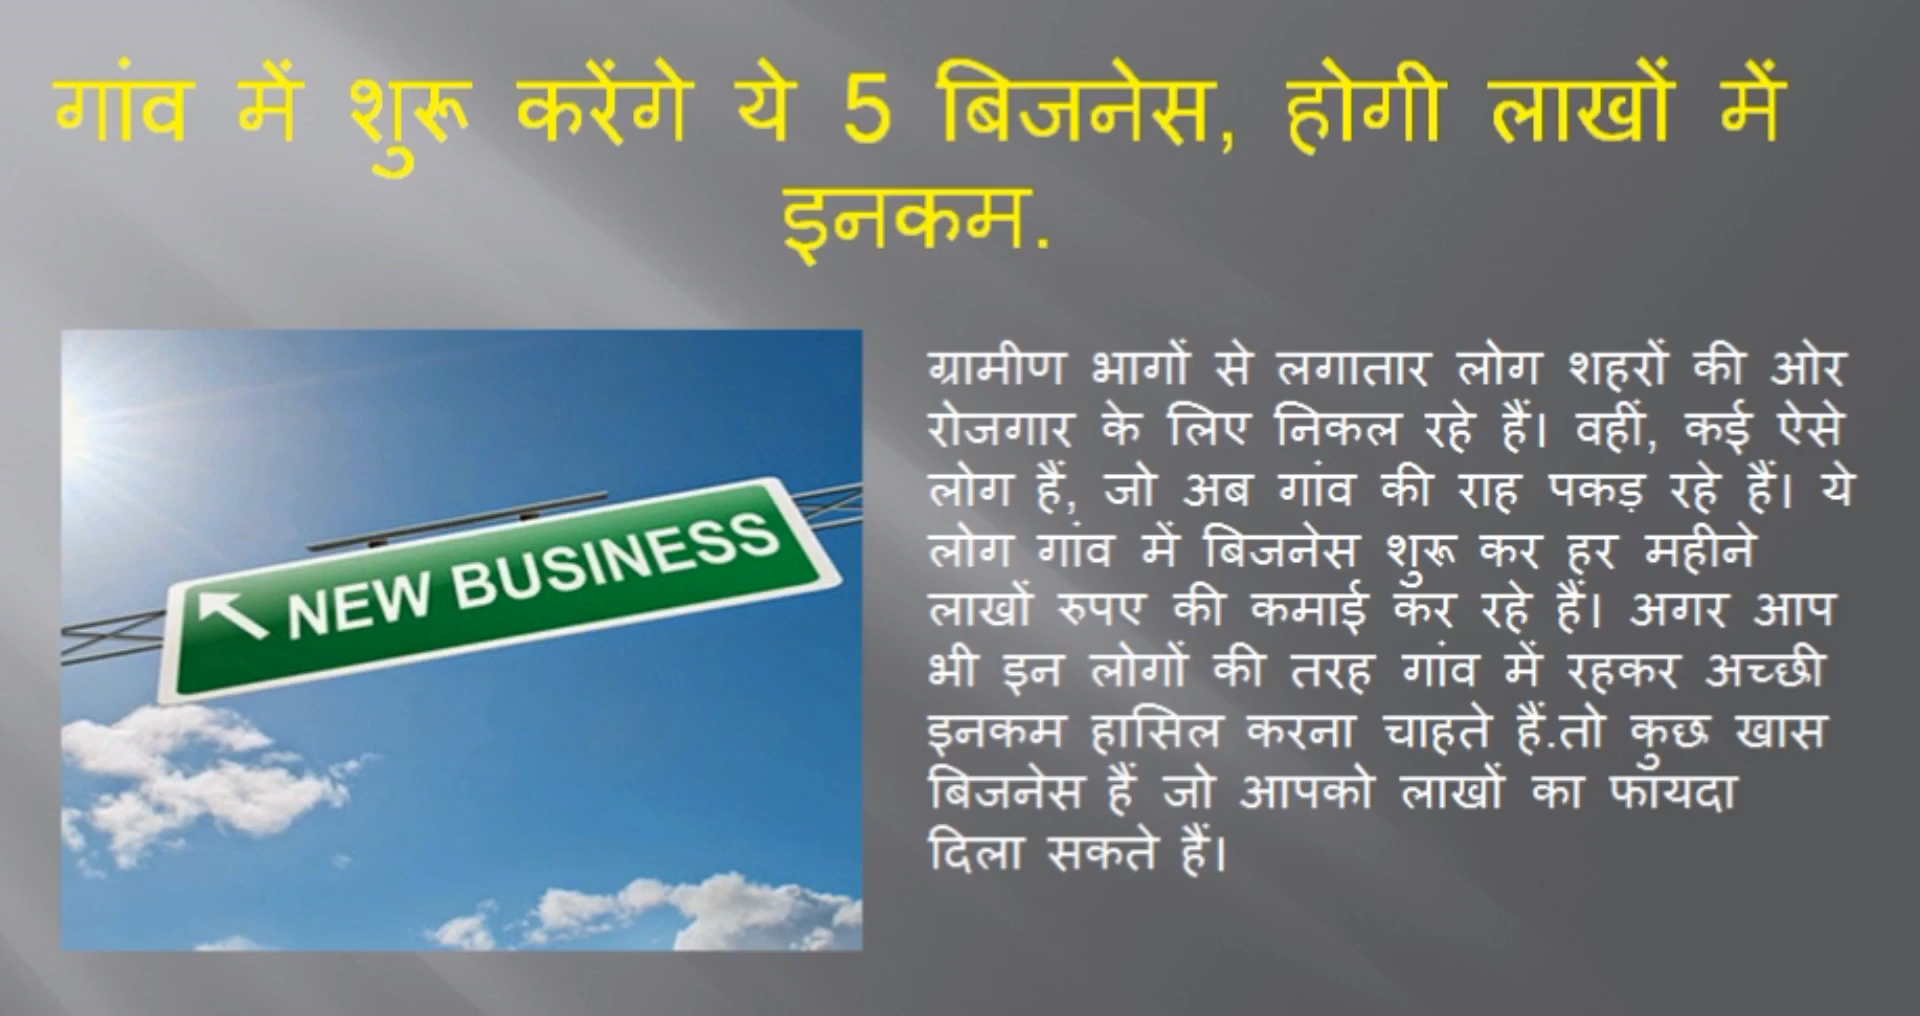 गांव में शुरू करेंगे ये 5 बिजनेस, होगी लाखों में
इनकम.
NEW BUSINESS
ग्रामीण भागों से लगातार लोग शहरों की ओर
रोजगार के लिए निकल रहे हैं। वहीं, कई ऐसे
लोग हैं, जो अब गांव की राह पकड़ रहे हैं। ये
लोग गांव में बिजनेस शुरू कर हर महीने
लाखों रुपए की कमाई कर रहे हैं। अगर आप
भी इन लोगों की तरह गांव में रहकर अच्छी
इनकम हासिल करना चाहते हैं.तो कुछ खास
बिजनेस हैं जो आपको लाखों का फायदा
दिला सकते हैं।